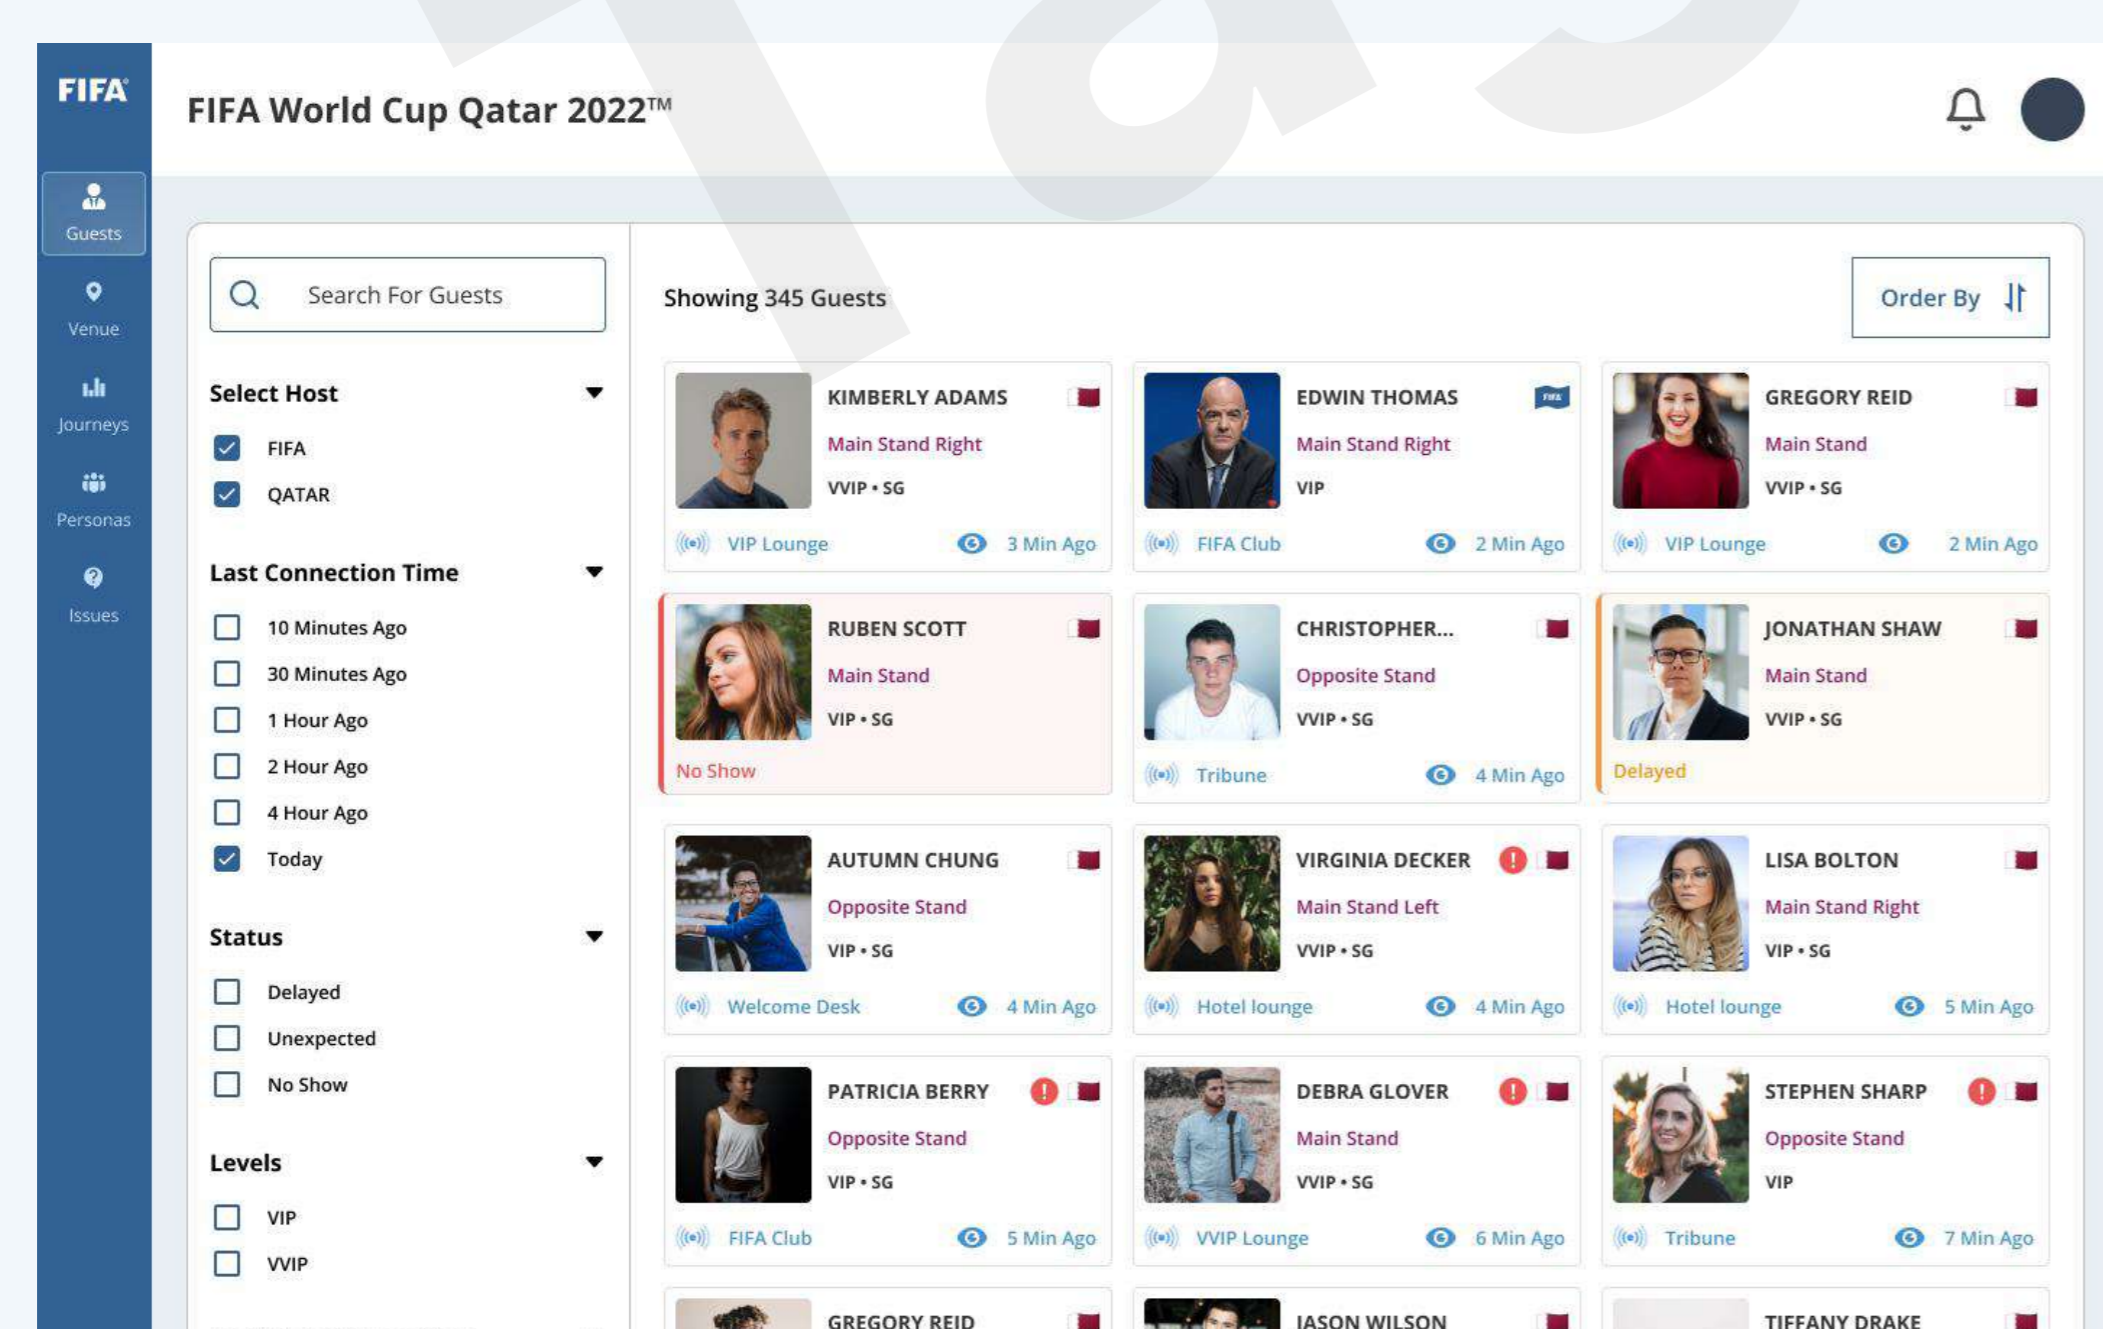 FIFA
FIFA World Cup Qatar 2022™
Guests
Venue
Journeys
Personas
Issues
Search For Guests
Select Host
FIFA
QATAR
Last Connection Time
10 Minutes Ago
30 Minutes Ago
1 Hour Ago
2 Hour Ago
4 Hour Ago
Today
Status
Delayed
Unexpected
No Show
Levels
VIP
VVIP
Showing 345 Guests
Order By
KIMBERLY ADAMS
Main Stand Right
VVIP • SG
VIP Lounge 3 Min Ago
EDWIN THOMAS
FIFA
Main Stand Right
VIP
FIFA Club 2 Min Ago
GREGORY REID
Main Stand
VVIP • SG
VIP Lounge 2 Min Ago
RUBEN SCOTT
Main Stand
VIP • SG
No Show
CHRISTOPHER...
Opposite Stand
VVIP • SG
Tribune 4 Min Ago
JONATHAN SHAW
Main Stand
VVIP • SG
Delayed
AUTUMN CHUNG
Opposite Stand
VIP • SG
Welcome Desk 4 Min Ago
VIRGINIA DECKER
Main Stand Left
VVIP • SG
Hotel lounge 4 Min Ago
LISA BOLTON
Main Stand Right
VIP • SG
Hotel lounge 5 Min Ago
PATRICIA BERRY
Opposite Stand
VIP • SG
FIFA Club 5 Min Ago
DEBRA GLOVER
Main Stand
VVIP • SG
VVIP Lounge 6 Min Ago
STEPHEN SHARP
Opposite Stand
VIP
Tribune 7 Min Ago
GREGORY REID
JASON WILSON
TIFFANY DRAKE